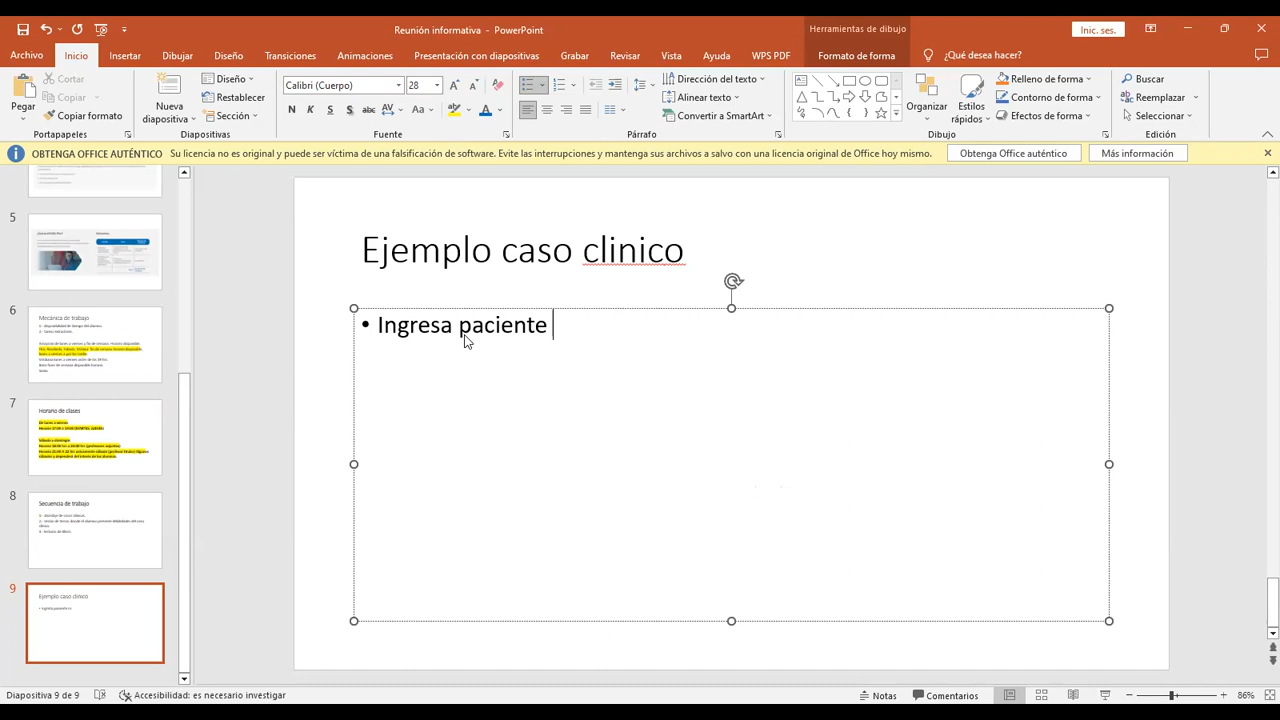 Reunión informativa - PowerPoint
Herramientas de dibujo
Inic. ses.
Archivo Inicio Insertar Dibujar Diseño Transiciones Animaciones Presentación con diapositivas Grabar Revisar Vista Ayuda WPS PDF Formato de forma ¿Qué desea hacer?
Pegar
Cortar
Copiar
Copiar formato
Portapapeles
Nueva diapositiva
Diseño
Restablecer
Sección
Diapositivas
Calibri (Cuerpo) 28
N K S abc AV Aa A
Fuente
Dirección del texto
Alinear texto
Convertir a SmartArt
Párrafo
Organizar
Estilos rápidos
Relleno de forma
Contorno de forma
Efectos de forma
Dibujo
Buscar
Reemplazar
Seleccionar
Edición
OBTENGA OFFICE AUTÉNTICO Su licencia no es original y puede ser víctima de una falsificación de software. Evite las interrupciones y mantenga sus archivos a salvo con una licencia original de Office hoy mismo. Obtenga Office auténtico Más información
5
6
Mecánica de trabajo
7
Horario de clases
8
Secuencia de trabajo
9
Ejemplo caso clinico
Ejemplo caso clinico
• Ingresa paciente
Diapositiva 9 de 9 Accesibilidad: es necesario investigar Notas Comentarios 86%